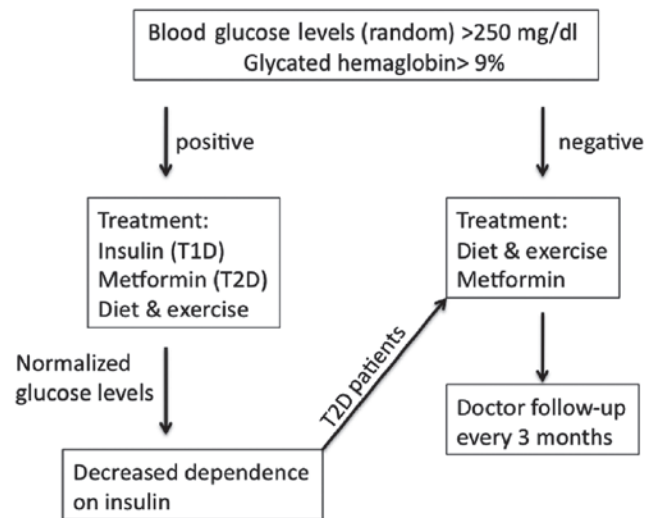 Blood glucose levels (random) >250 mg/dl
Glycated hemaglobin> 9%
positive
negative
Treatment:
Insulin (T1D)
Metformin (T2D)
Diet & exercise
Treatment:
Diet & exercise
Metformin
Normalized
glucose levels
T2D patients
Doctor follow-up
every 3 months
Decreased dependence
on insulin